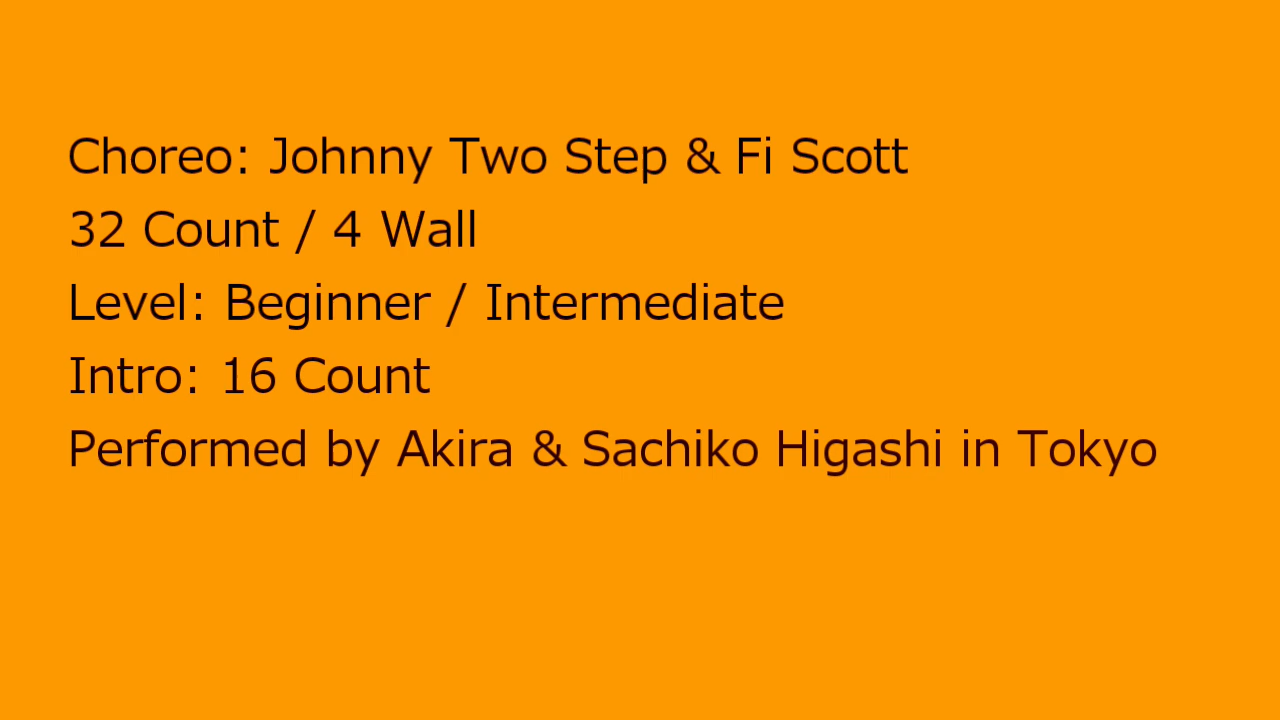 Choreo: Johnny Two Step & Fi Scott
32 Count / 4 Wall
Level: Beginner / Intermediate
Intro: 16 Count
Performed by Akira & Sachiko Higashi in Tokyo